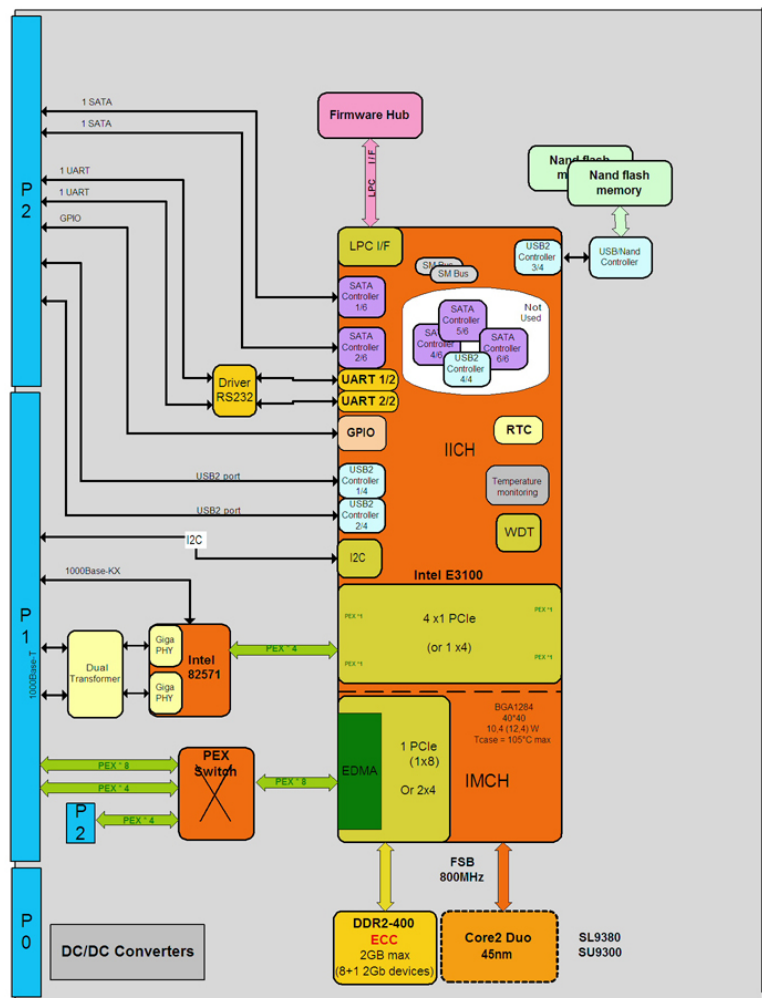 1 SATA
1 SATA
1 UART
1 UART
GPIO
P
2
Firmware Hub
LPC I/F
Nand flash
m
Nand flash
memory
LPC I/F
SM Bus
SM Bus
USB2
Controller
3/4
USB/Nand
Controller
SATA
Controller
1/6
SATA
Controller
5/6
Not
Used
SATA
Controller
4/6
SATA
Controller
6/6
USB2
Controller
4/4
SATA
Controller
2/6
Driver
RS232
UART 1/2
UART 2/2
GPIO
RTC
IICH
USB2 port
USB2
Controller
1/4
Temperature
monitoring
USB2 port
USB2
Controller
2/4
WDT
I2C
I2C
Intel E3100
1000Base-KX
P
1
1000Base-T
Dual
Transformer
Giga
PHY
Giga
PHY
Intel
82571
PEX * 4
PEX *1
PEX *1
4 x1 PCIe
(or 1 x4)
PEX *1
PEX *1
BGA1284
40*40
10,4 (12,4) W
Tcase = 105°C max
PEX
Switch
PEX * 8
PEX * 4
P
2
PEX * 4
PEX * 8
EDMA
1 PCIe
(1x8)
Or 2x4
IMCH
FSB
800MHz
P
0
DC/DC Converters
DDR2-400
ECC
2GB max
(8+1 2Gb devices)
Core2 Duo
45nm
SL9380
SU9300